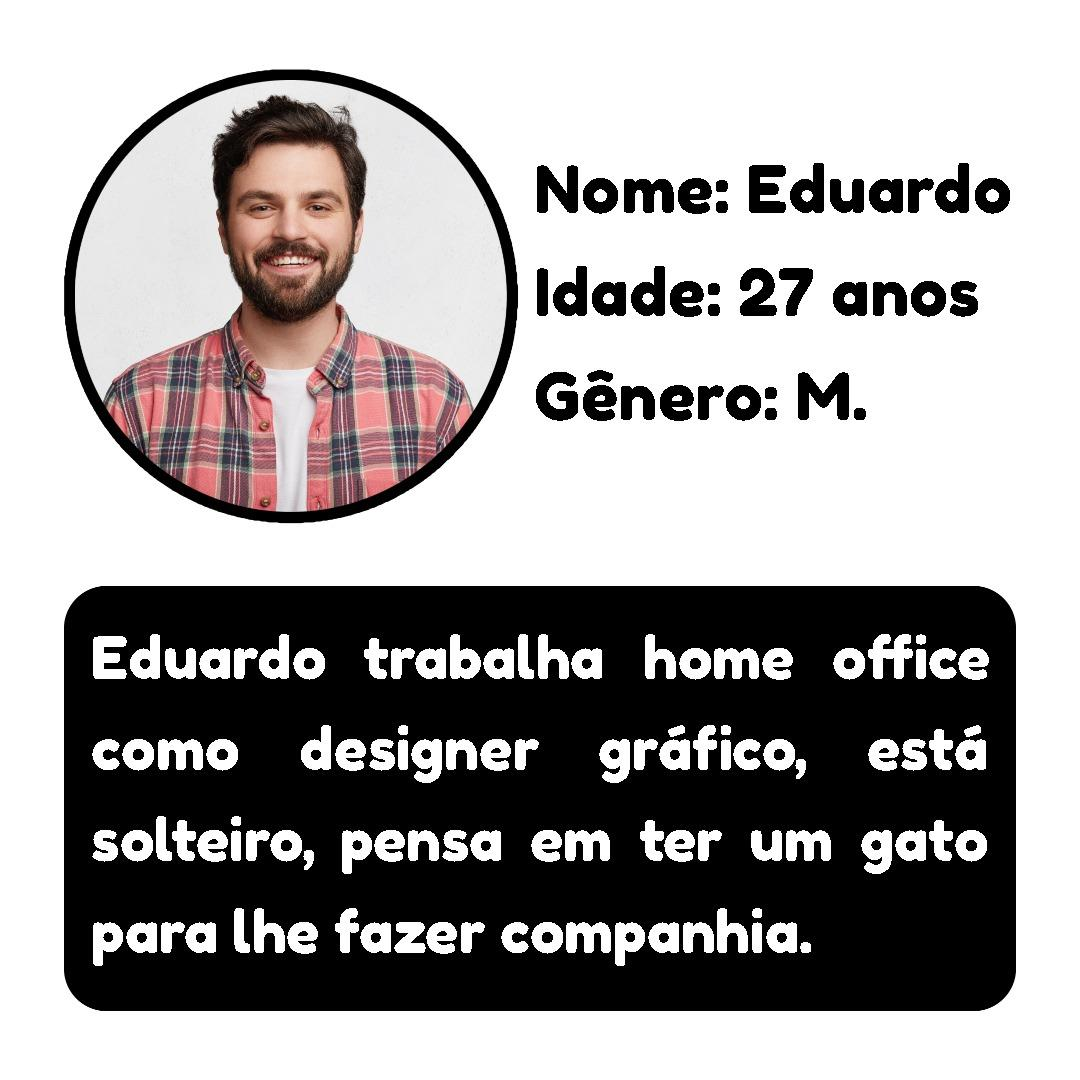 Nome: Eduardo
Idade: 27 anos
Gênero: M.
Eduardo trabalha home office
como designer gráfico, está
solteiro, pensa em ter um gato
para lhe fazer companhia.